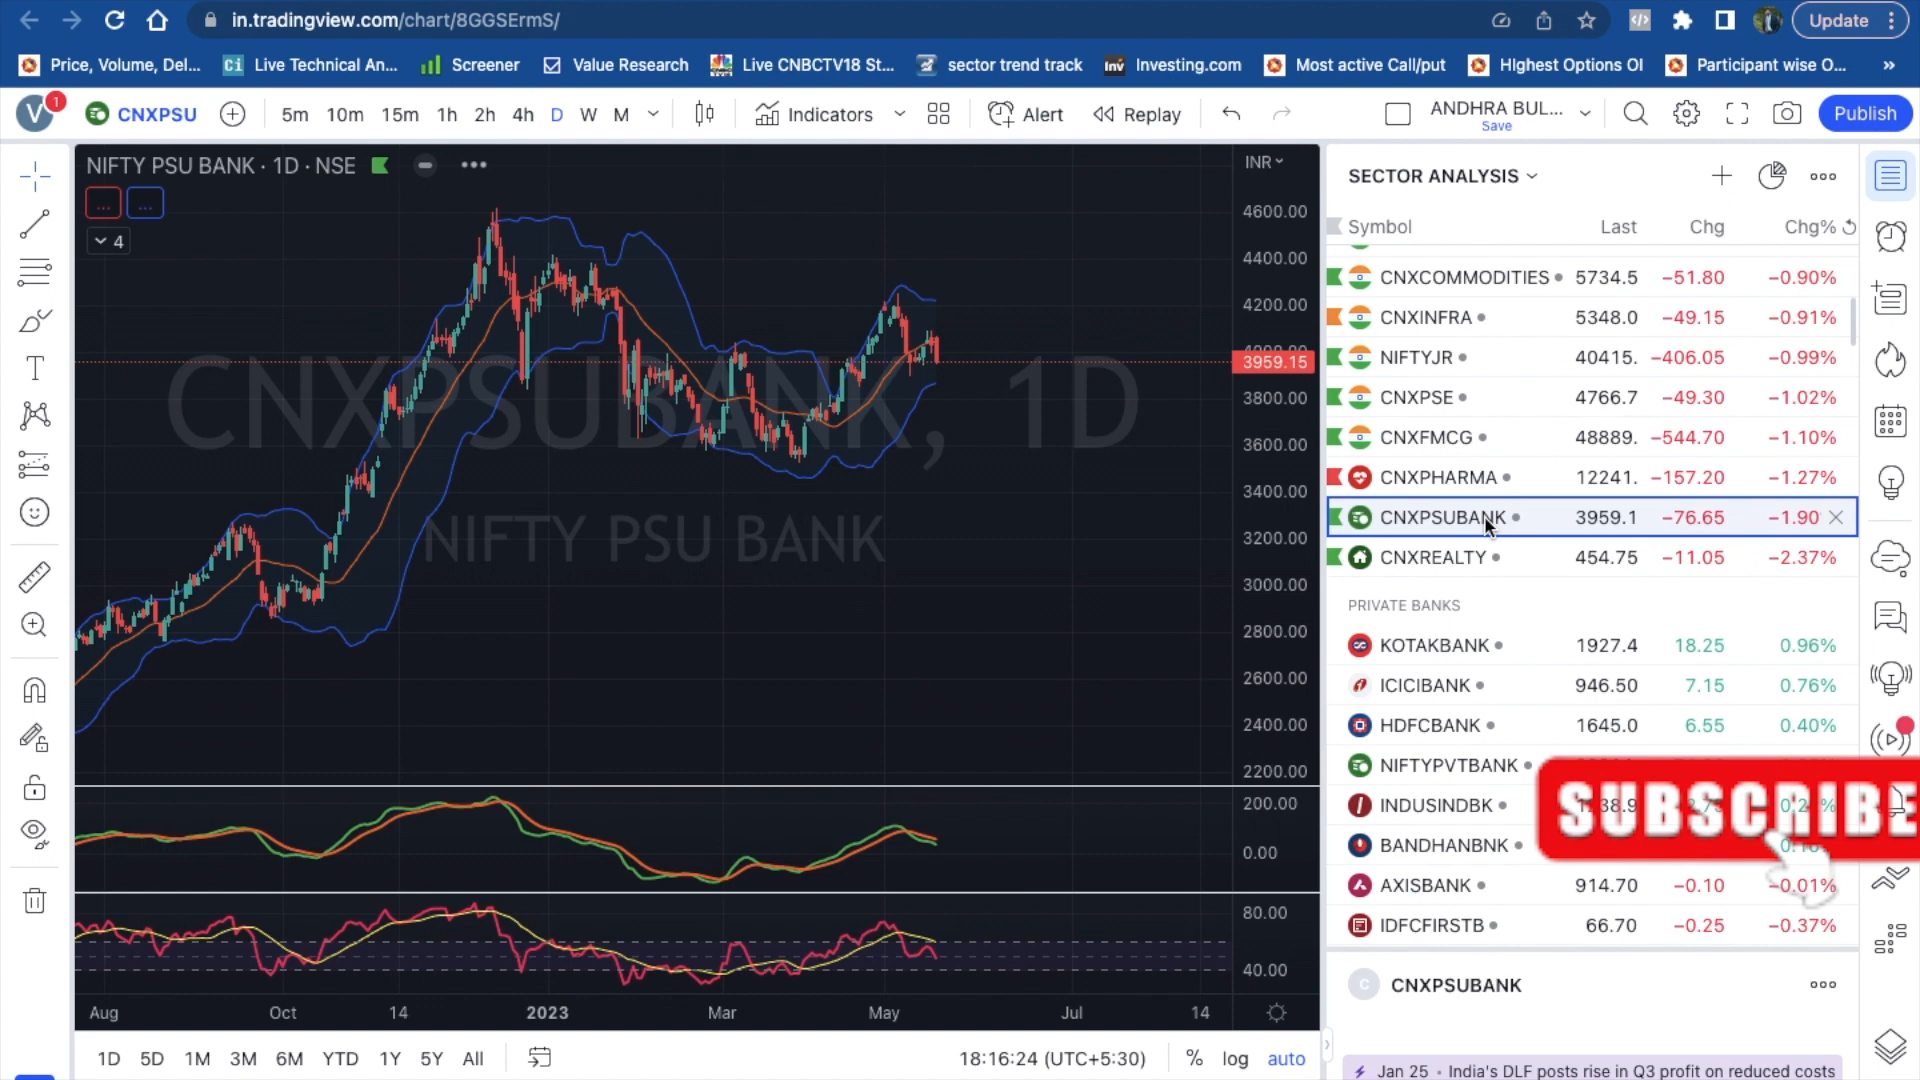 in.tradingview.com/chart/8GGSErmS/
Update
Price, Volume, Del...
Live Technical An...
Screener
Value Research
Live CNBCTV18 St...
sector trend track
Investing.com
Most active Call/put
HIghest Options OI
Participant wise O...
»
V 1 CNXPSU 5m 10m 15m 1h 2h 4h D W M Indicators Alert Replay ANDHRA BUL... Save Publish
NIFTY PSU BANK · 1D · NSE
... ...
4
INR
4600.00
4400.00
4200.00
3959.15
3800.00
3600.00
3400.00
3200.00
3000.00
2800.00
2600.00
2400.00
2200.00
200.00
0.00
80.00
40.00
CNXPSUBANK, 1D
NIFTY PSU BANK
Aug Oct 14 2023 Mar May Jul 14
1D 5D 1M 3M 6M YTD 1Y 5Y All 18:16:24 (UTC+5:30) % log auto
SECTOR ANALYSIS
Symbol Last Chg Chg%
CNXCOMMODITIES 5734.5 −51.80 −0.90%
CNXINFRA 5348.0 −49.15 −0.91%
NIFTYJR 40415. −406.05 −0.99%
CNXPSE 4766.7 −49.30 −1.02%
CNXFMCG 48889. −544.70 −1.10%
CNXPHARMA 12241. −157.20 −1.27%
CNXPSUBANK 3959.1 −76.65 −1.90
CNXREALTY 454.75 −11.05 −2.37%
PRIVATE BANKS
KOTAKBANK 1927.4 18.25 0.96%
ICICIBANK 946.50 7.15 0.76%
HDFCBANK 1645.0 6.55 0.40%
NIFTYPVTBANK
INDUSINDBK
SUBSCRIBE
BANDHANBNK
AXISBANK 914.70 −0.10 −0.01%
IDFCFIRSTB 66.70 −0.25 −0.37%
C CNXPSUBANK
Jan 25 • India's DLF posts rise in Q3 profit on reduced costs